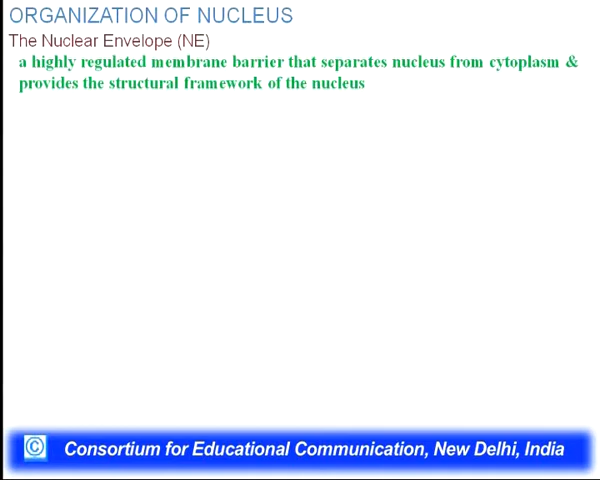 ORGANIZATION OF NUCLEUS
The Nuclear Envelope (NE)
a highly regulated membrane barrier that separates nucleus from cytoplasm &
provides the structural framework of the nucleus
© Consortium for Educational Communication, New Delhi, India